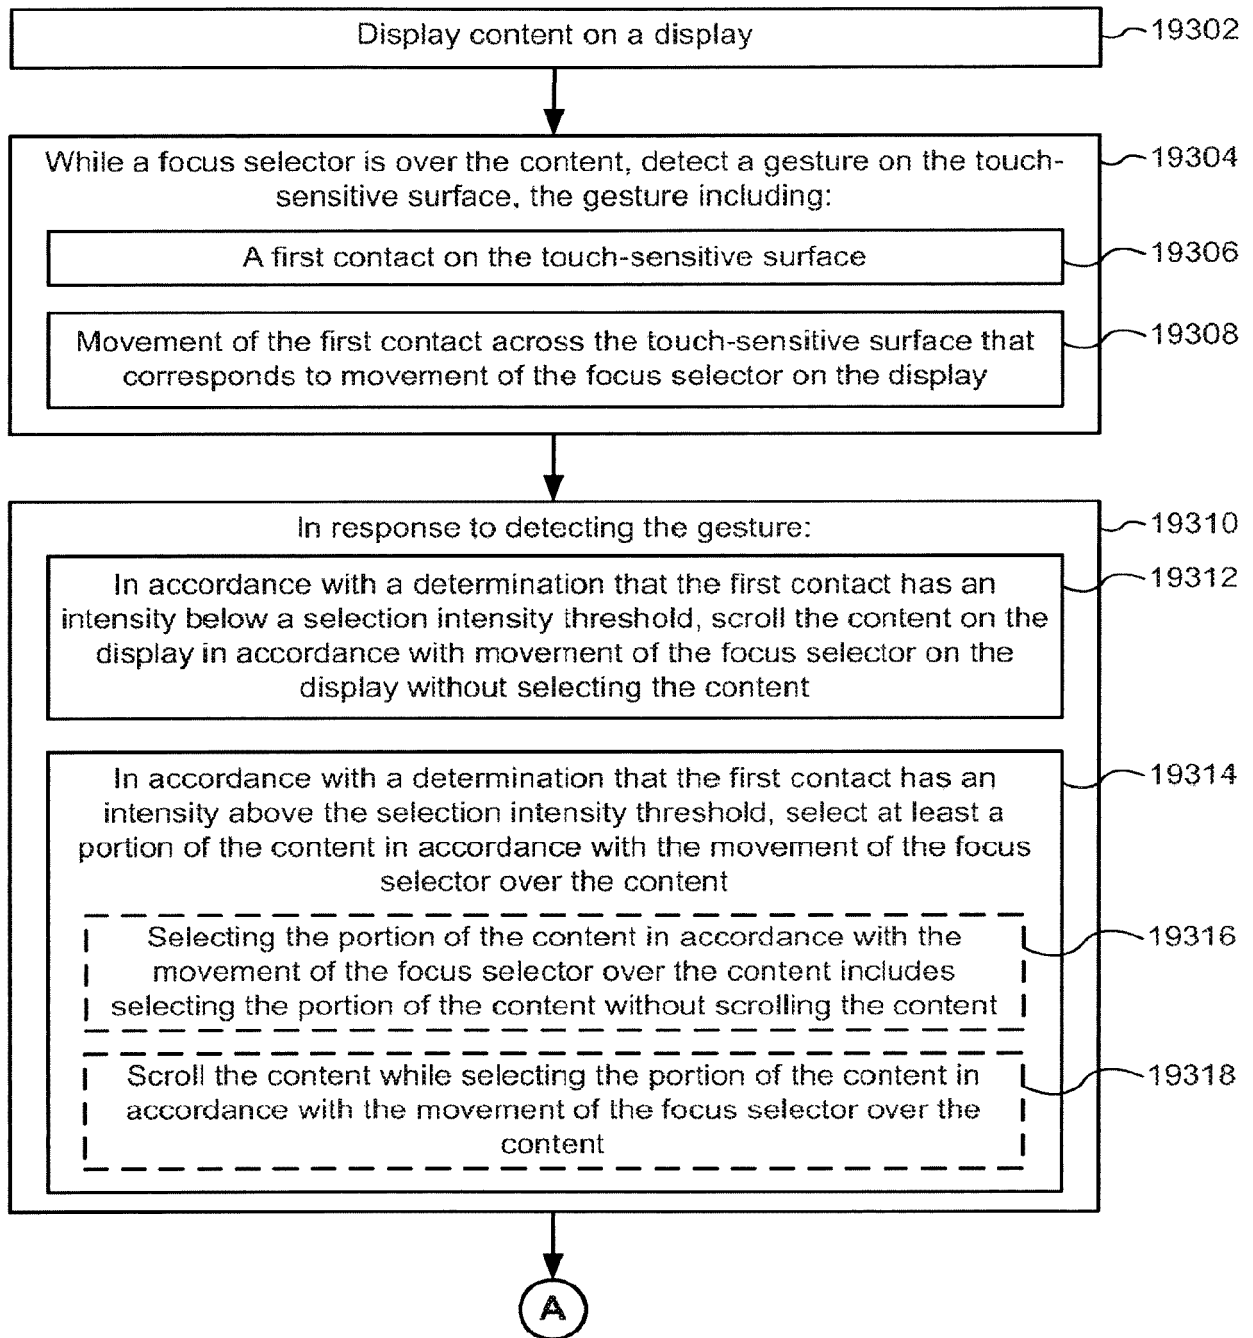 Display content on a display
19302
While a focus selector is over the content, detect a gesture on the touch-
sensitive surface, the gesture including:
19304
A first contact on the touch-sensitive surface
19306
Movement of the first contact across the touch-sensitive surface that
corresponds to movement of the focus selector on the display
19308
In response to detecting the gesture:
19310
In accordance with a determination that the first contact has an
intensity below a selection intensity threshold, scroll the content on the
display in accordance with movement of the focus selector on the
display without selecting the content
19312
In accordance with a determination that the first contact has an
intensity above the selection intensity threshold, select at least a
portion of the content in accordance with the movement of the focus
selector over the content
19314
Selecting the portion of the content in accordance with the
movement of the focus selector over the content includes
selecting the portion of the content without scrolling the content
19316
Scroll the content while selecting the portion of the content in
accordance with the movement of the focus selector over the
content
19318
A